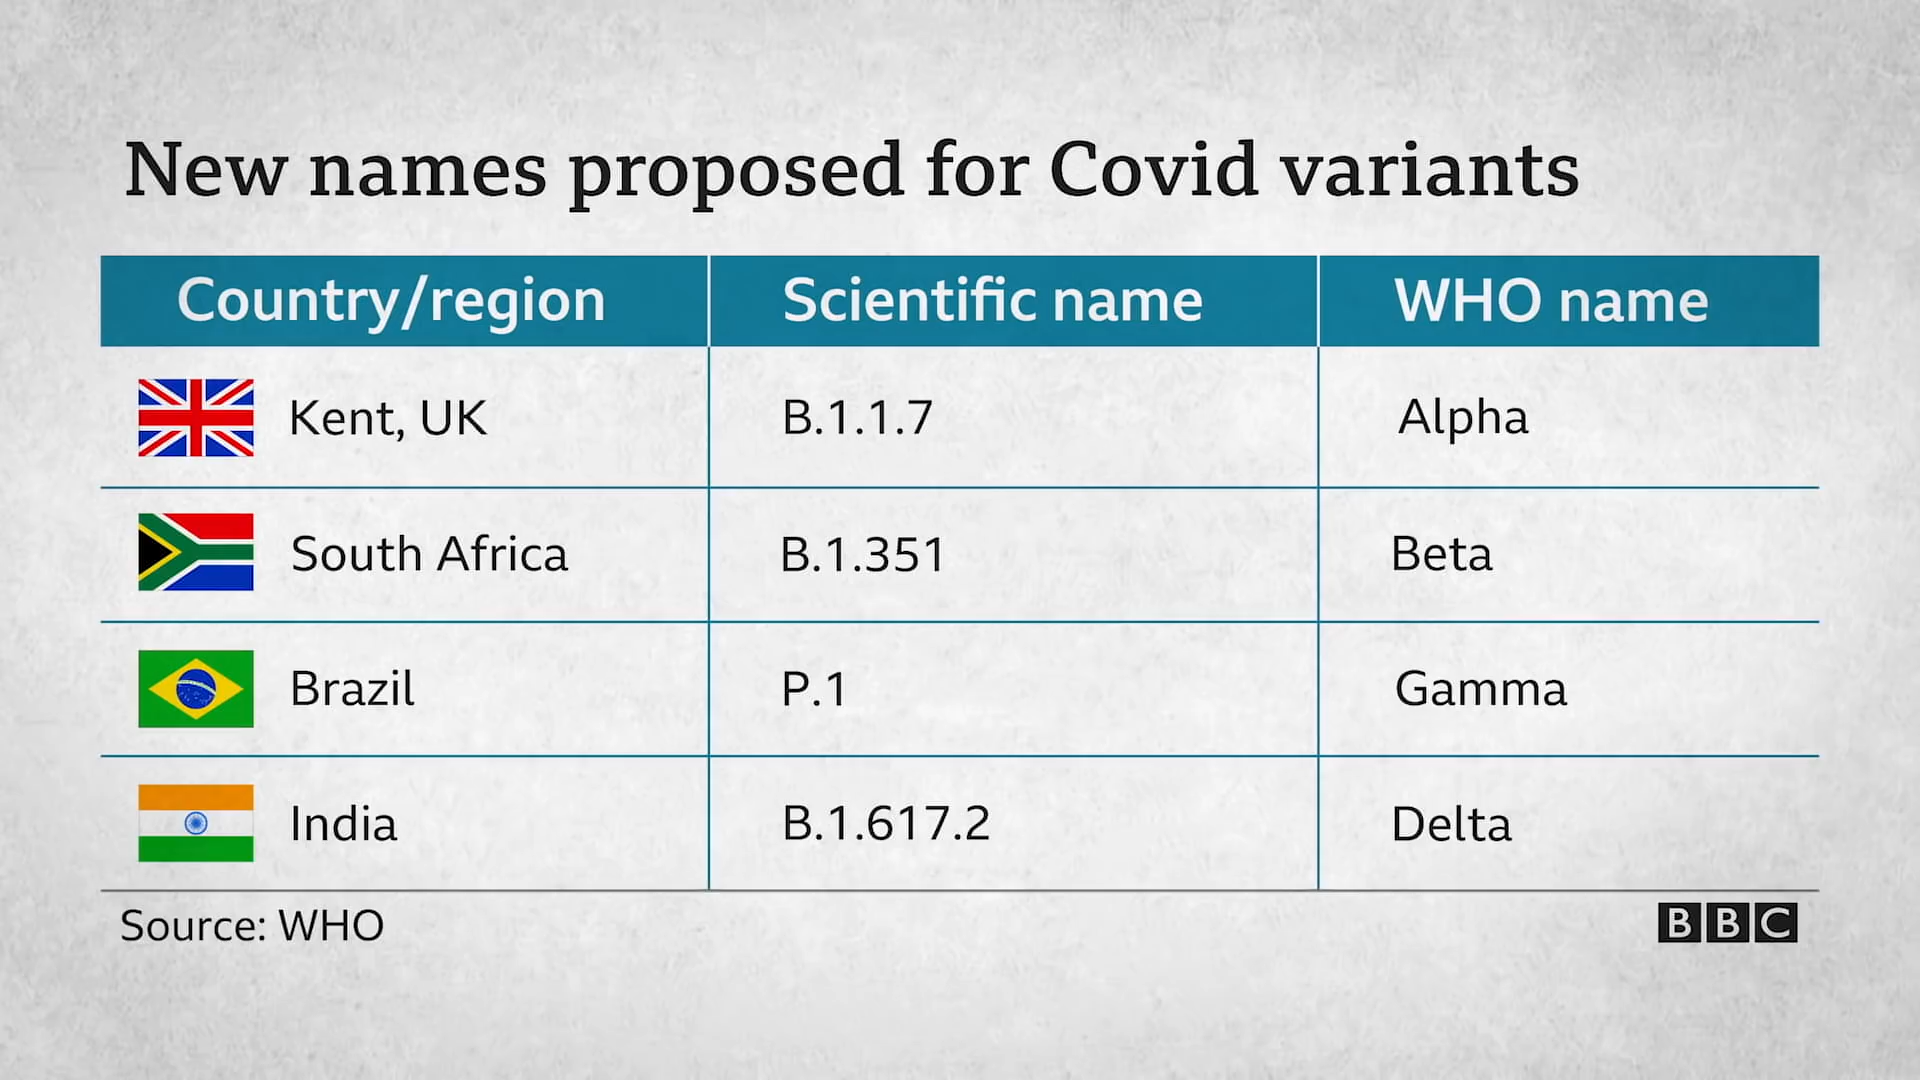 New names proposed for Covid variants
Country/region Scientific name WHO name
Kent, UK B.1.1.7 Alpha
South Africa B.1.351 Beta
Brazil P.1 Gamma
India B.1.617.2 Delta
Source: WHO BBC